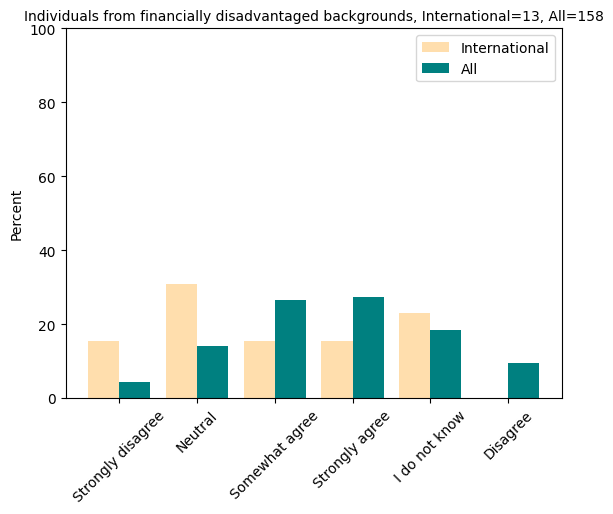 Individuals from financially disadvantaged backgrounds, International=13, All=158
International
All
Percent
100
80
60
40
20
0
Strongly disagree
Neutral
Somewhat agree
Strongly agree
I do not know
Disagree